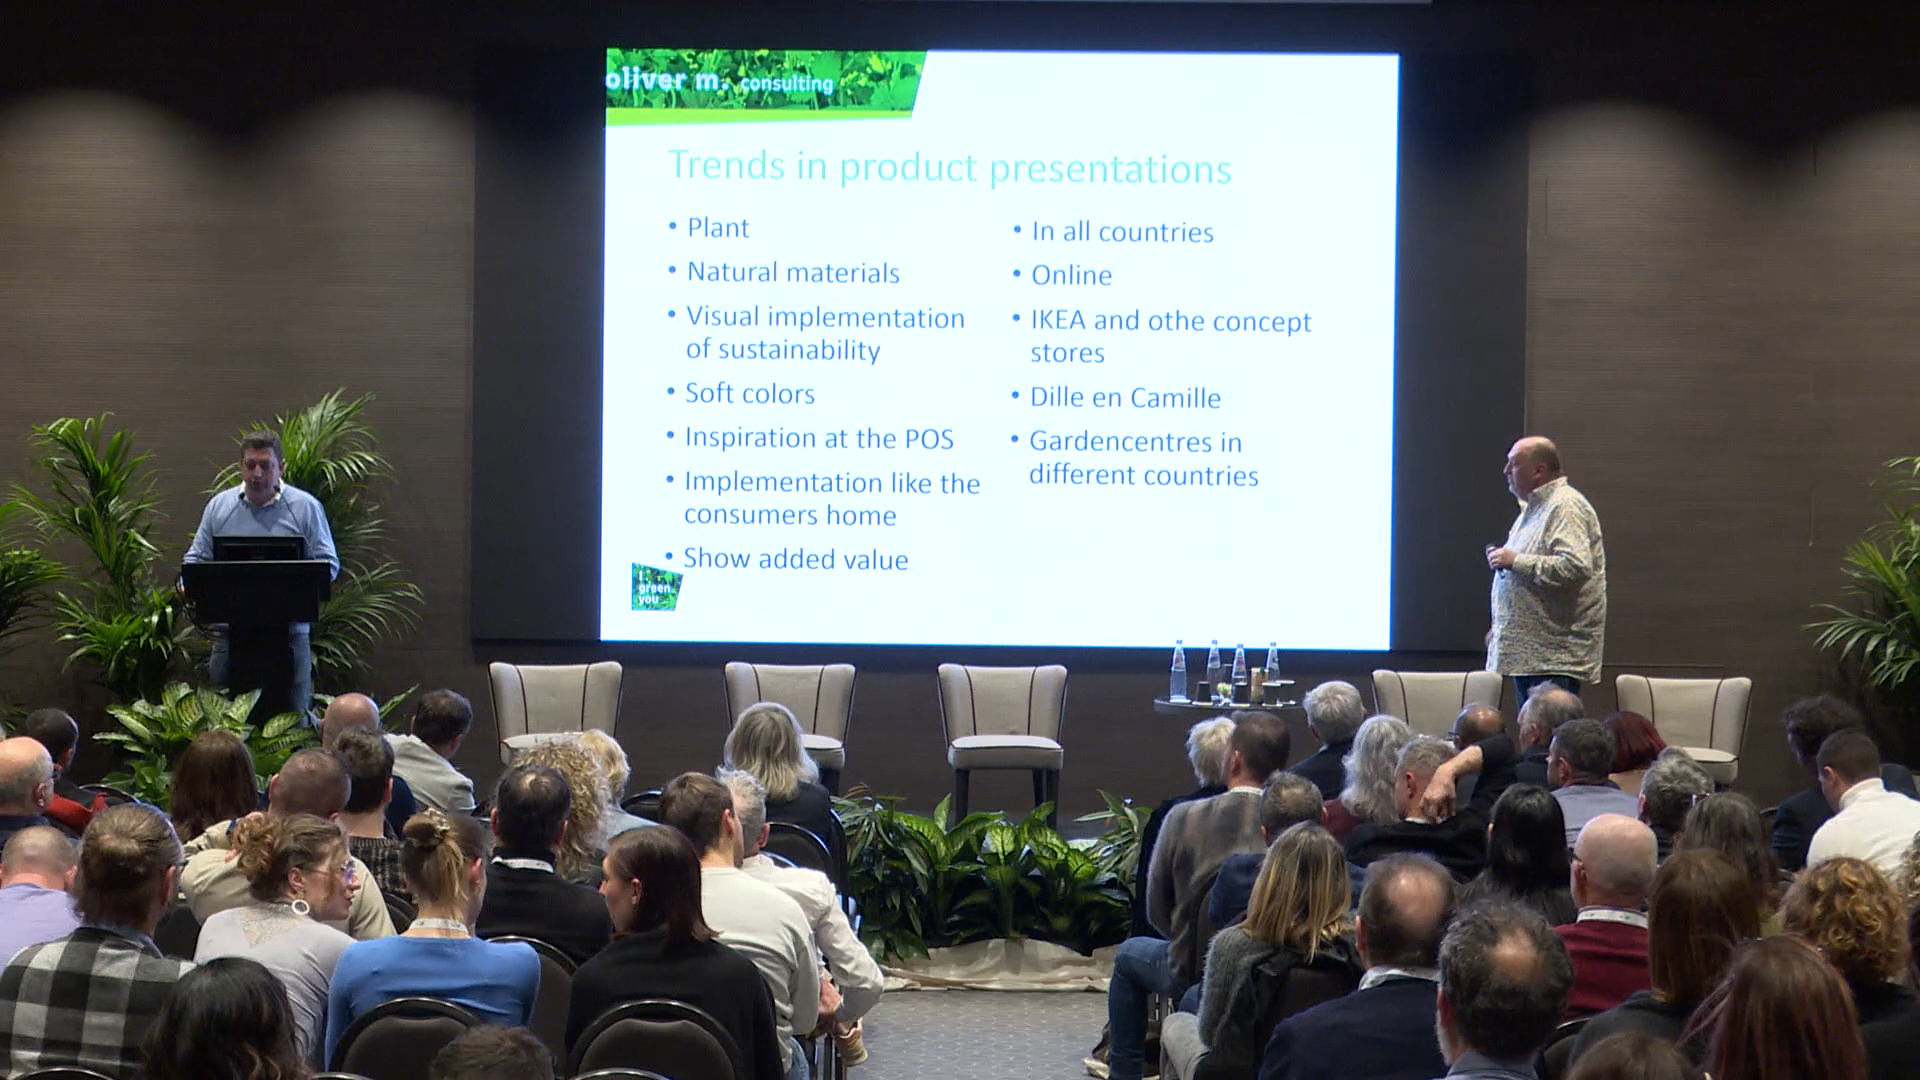 oliver m. consulting
Trends in product presentations
• Plant
• Natural materials
• Visual implementation
of sustainability
• Soft colors
• Inspiration at the POS
• Implementation like the
consumers home
• Show added value
• In all countries
• Online
• IKEA and othe concept
stores
• Dille en Camille
• Gardencentres in
different countries
green
you